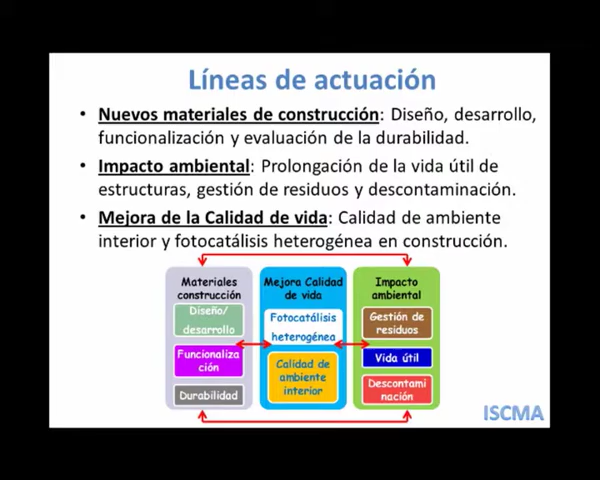 Líneas de actuación
• Nuevos materiales de construcción: Diseño, desarrollo,
funcionalización y evaluación de la durabilidad.
• Impacto ambiental: Prolongación de la vida útil de
estructuras, gestión de residuos y descontaminación.
• Mejora de la Calidad de vida: Calidad de ambiente
interior y fotocatálisis heterogénea en construcción.
Materiales
construcción
Diseño/
desarrollo
Funcionaliza
ción
Durabilidad
Mejora Calidad
de vida
Fotocatálisis
heterogénea
Calidad de
ambiente
interior
Impacto
ambiental
Gestión de
residuos
Vida útil
Descontami
nación
ISCMA